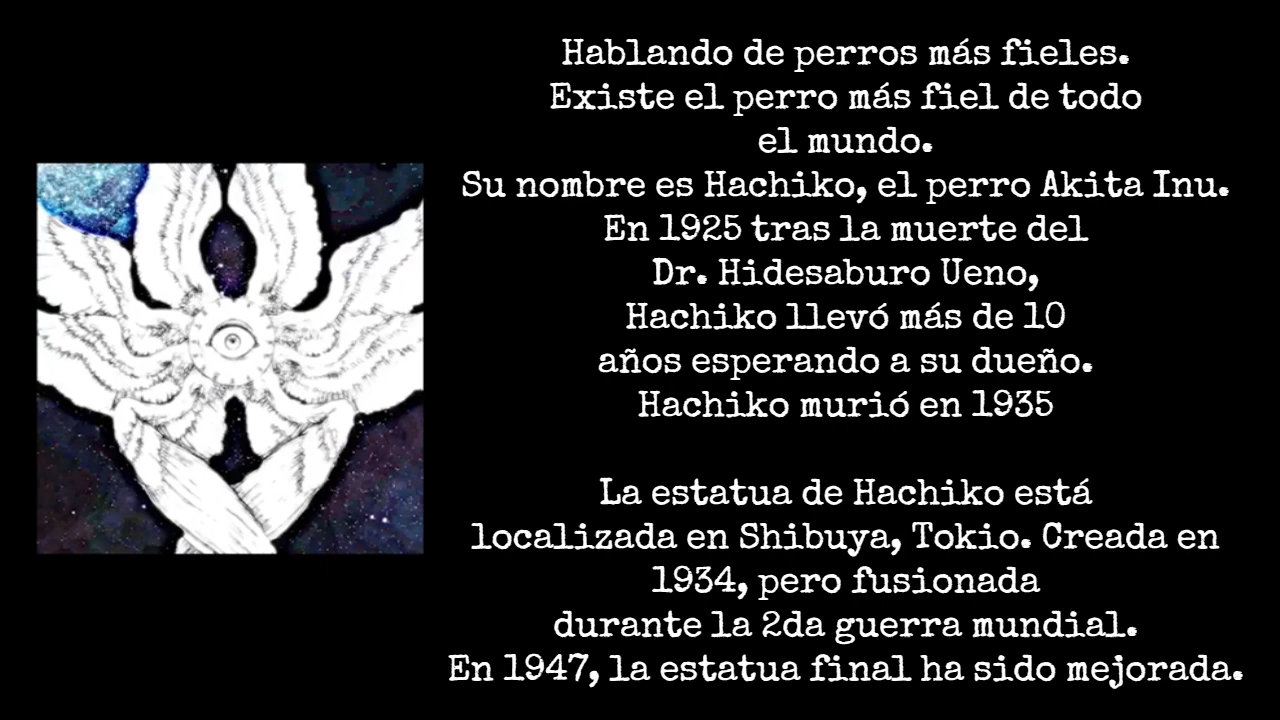 Hablando de perros más fieles.
Existe el perro más fiel de todo
el mundo.
Su nombre es Hachiko, el perro Akita Inu.
En 1925 tras la muerte del
Dr. Hidesaburo Ueno,
Hachiko llevó más de 10
años esperando a su dueño.
Hachiko murió en 1935
La estatua de Hachiko está
localizada en Shibuya, Tokio. Creada en
1934, pero fusionada
durante la 2da guerra mundial.
En 1947, la estatua final ha sido mejorada.